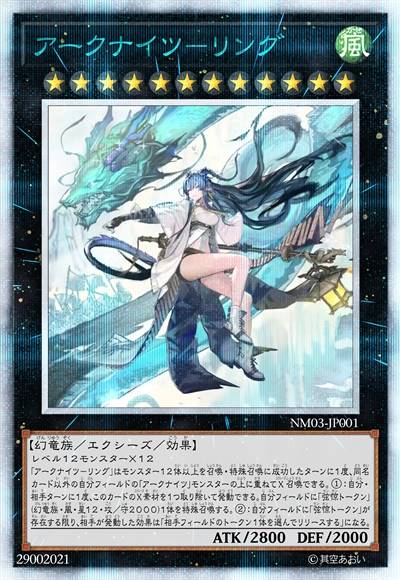 アークナイツーリング
風
NM03-JP001
【幻竜族／エクシーズ／効果】
レベル12モンスター×12
「アークナイツーリング」はモンスター12体以上を召喚・特殊召喚に成功したターンに1度、同名
カード以外の自分フィールドの「アークナイツ」モンスターの上に重ねてX召喚できる。①：自分・
相手ターンに1度、このカードのX素材を1つ取り除いて発動できる。自分フィールドに「弦惊トークン」
（幻竜族・風・星12・攻／守2000）1体を特殊召喚する。②：自分フィールドに「弦惊トークン」が
存在する限り、相手が発動した効果は「相手フィールドのトークン1体を選んでリリースする」になる。
ATK/2800 DEF/2000
29002021
©其空あおい